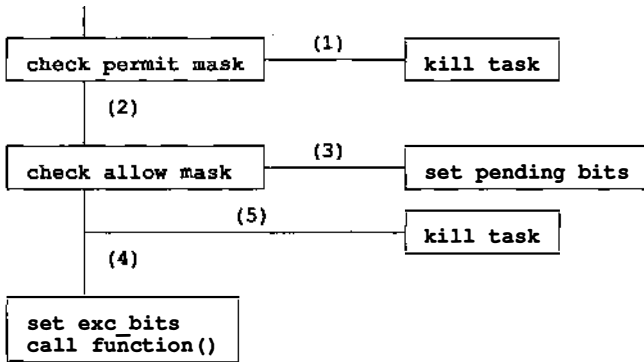 (1)
check permit mask
kill task
(2)
(3)
check allow mask
set pending bits
(5)
kill task
(4)
set exc_bits
call function()